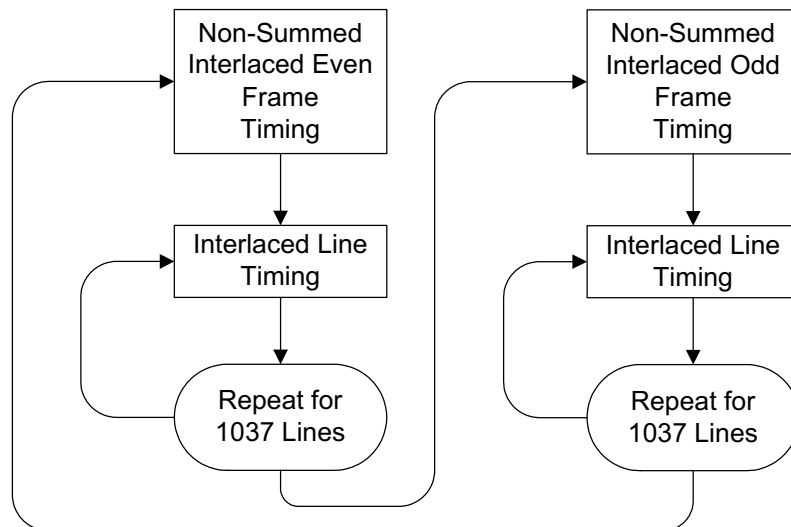 Non-Summed
Interlaced Even
Frame
Timing
Interlaced Line
Timing
Repeat for
1037 Lines
Non-Summed
Interlaced Odd
Frame
Timing
Interlaced Line
Timing
Repeat for
1037 Lines